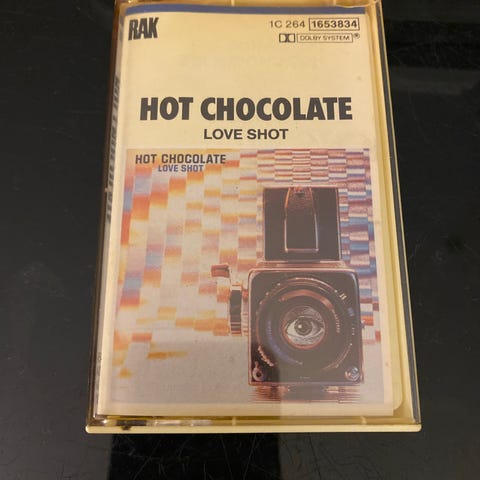 RAK
1C 264 1653834
DOLBY SYSTEM®
HOT CHOCOLATE
LOVE SHOT
HOT CHOCOLATE
LOVE SHOT